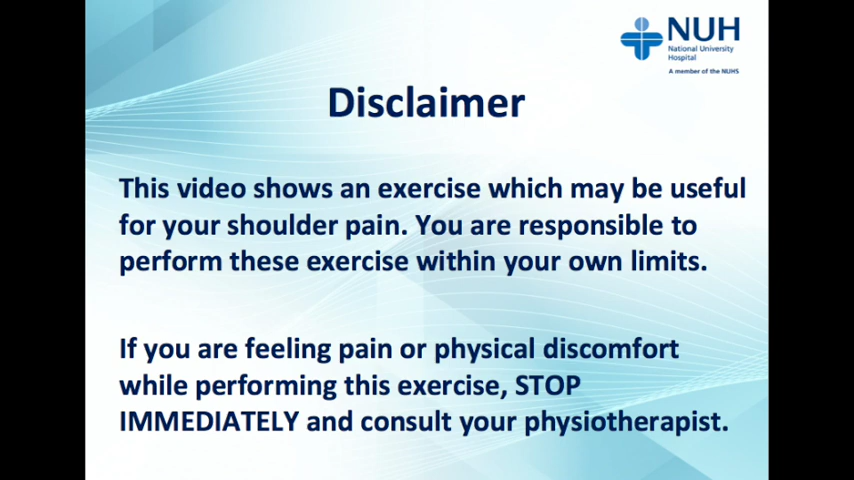 NUH
National University
Hospital
A member of the NUHS
Disclaimer
This video shows an exercise which may be useful
for your shoulder pain. You are responsible to
perform these exercise within your own limits.
If you are feeling pain or physical discomfort
while performing this exercise, STOP
IMMEDIATELY and consult your physiotherapist.